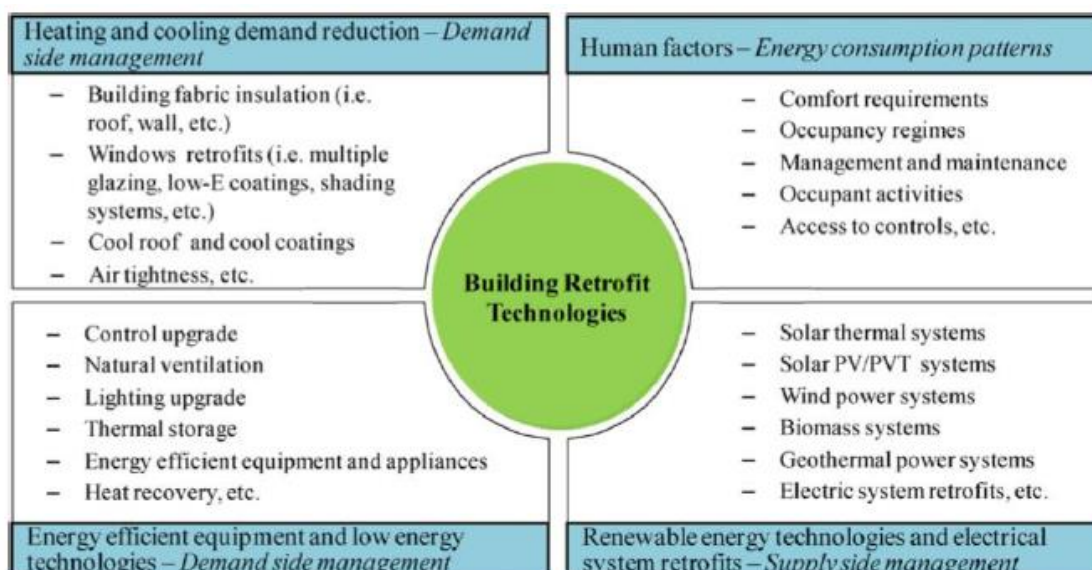 Heating and cooling demand reduction – Demand
side management
– Building fabric insulation (i.e.
roof, wall, etc.)
– Windows retrofits (i.e. multiple
glazing, low-E coatings, shading
systems, etc.)
– Cool roof and cool coatings
– Air tightness, etc.
Human factors – Energy consumption patterns
– Comfort requirements
– Occupancy regimes
– Management and maintenance
– Occupant activities
– Access to controls, etc.
Building Retrofit
Technologies
– Control upgrade
– Natural ventilation
– Lighting upgrade
– Thermal storage
– Energy efficient equipment and appliances
– Heat recovery, etc.
Energy efficient equipment and low energy
technologies – Demand side management
– Solar thermal systems
– Solar PV/PVT systems
– Wind power systems
– Biomass systems
– Geothermal power systems
– Electric system retrofits, etc.
Renewable energy technologies and electrical
system retrofits – Supply side management